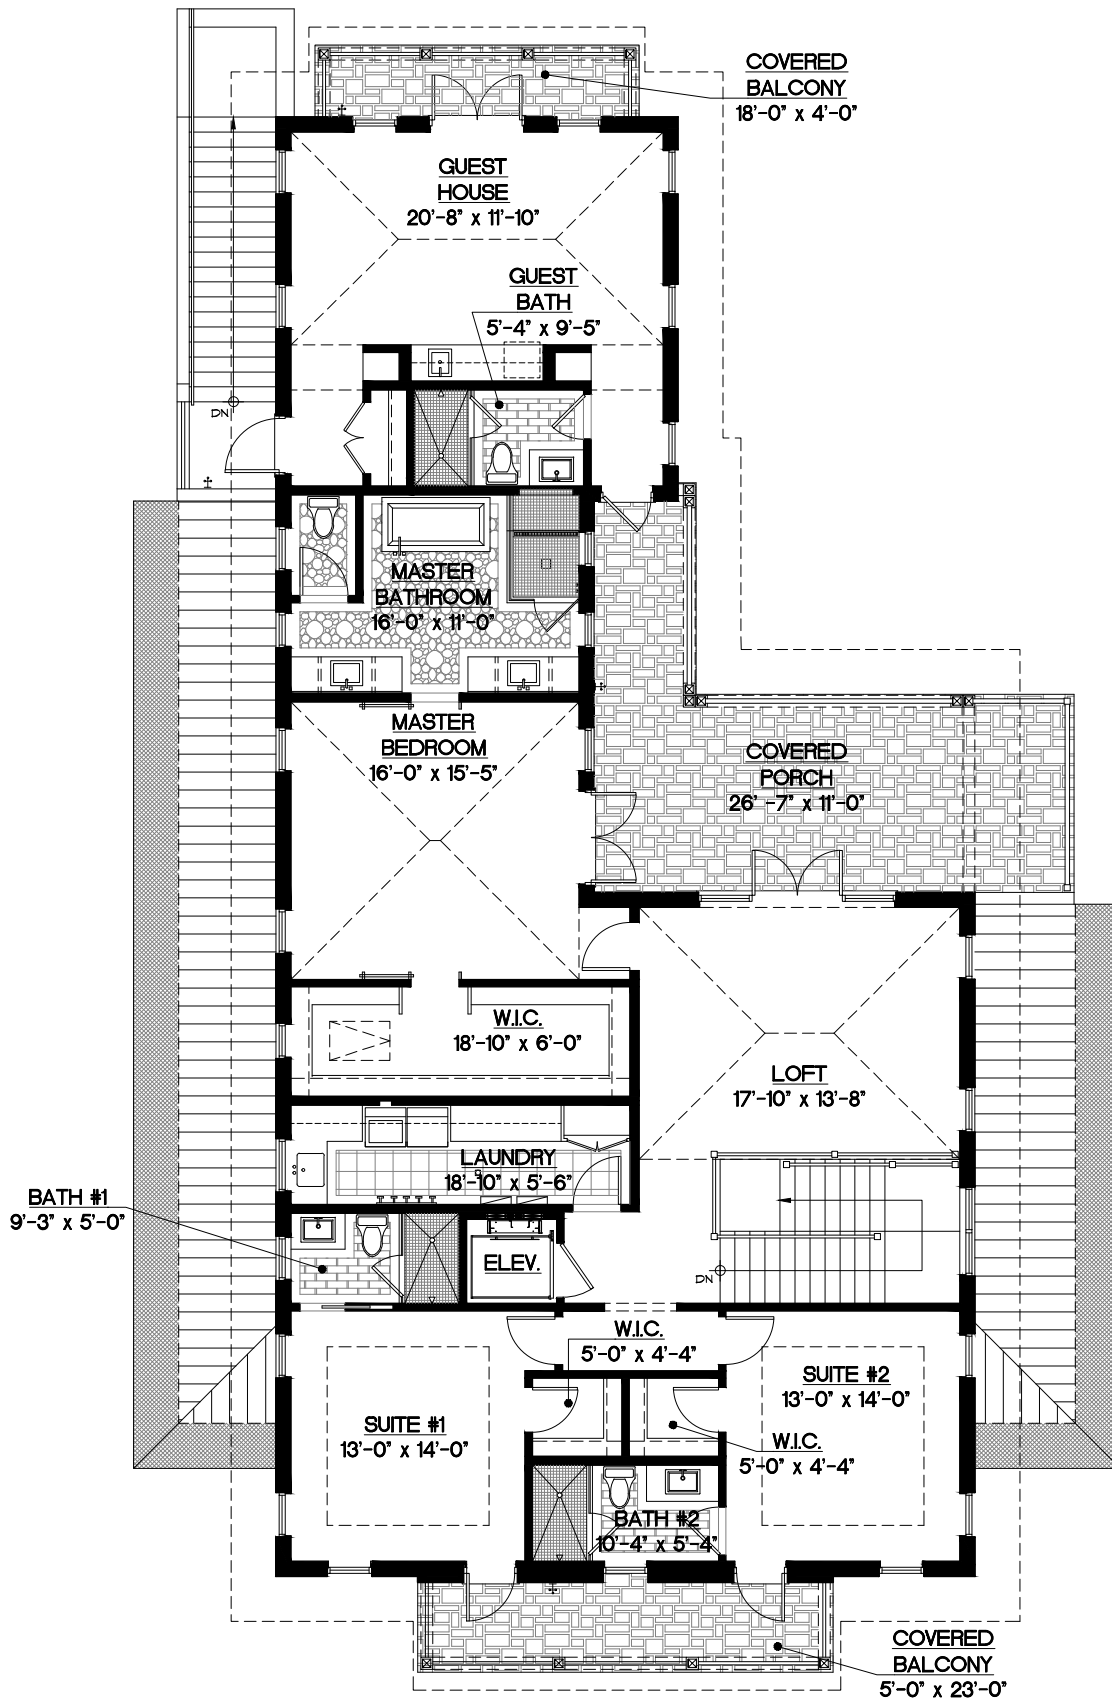 COVERED
BALCONY
18'-0" x 4'-0"
GUEST
HOUSE
20'-8" x 11'-10"
GUEST
BATH
5'-4" x 9'-5"
DN
MASTER
BATHROOM
16'-0" x 11'-0"
MASTER
BEDROOM
16'-0" x 15'-5"
COVERED
PORCH
26' -7" x 11'-0"
W.I.C.
18'-10" x 6'-0"
LOFT
17'-10" x 13'-8"
LAUNDRY
18'-10" x 5'-6"
BATH #1
9'-3" x 5'-0"
ELEV.
DN
W.I.C.
5'-0" x 4'-4"
SUITE #2
13'-0" x 14'-0"
SUITE #1
13'-0" x 14'-0"
W.I.C.
5'-0" x 4'-4"
BATH #2
10'-4" x 5'-4"
COVERED
BALCONY
5'-0" x 23'-0"